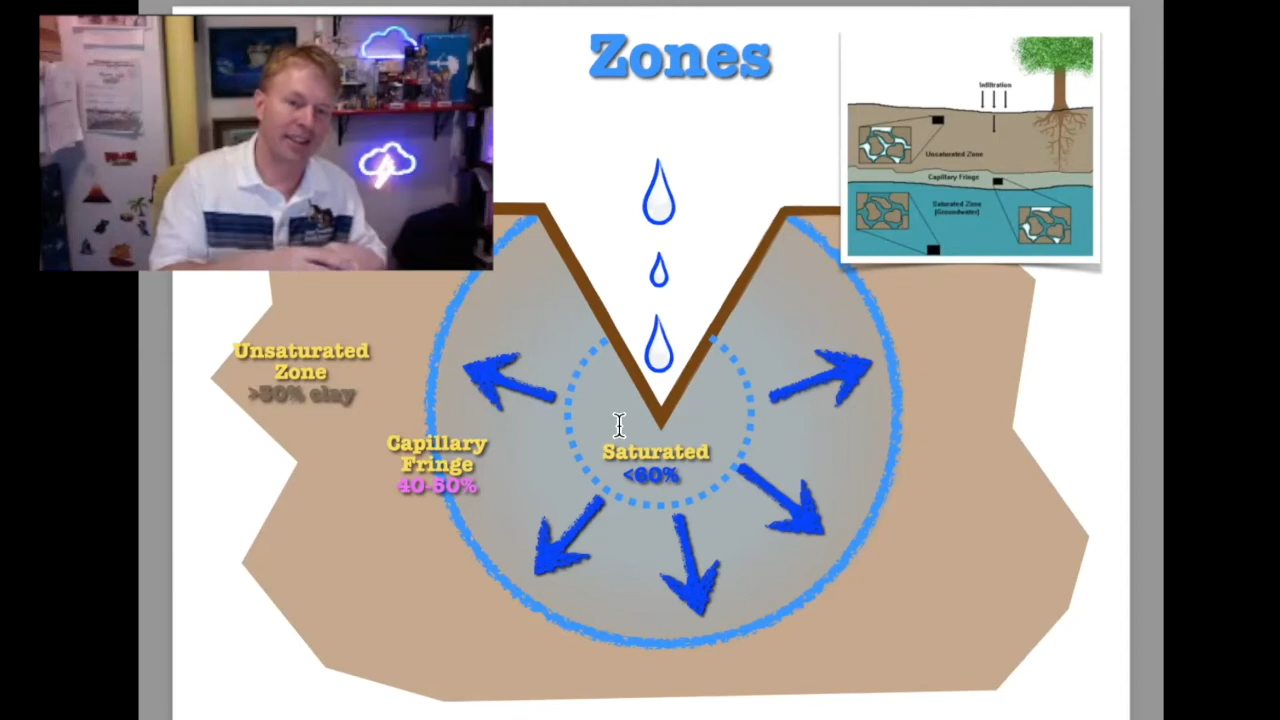 Zones
Infiltration
Unsaturated Zone
Capillary Fringe
Saturated Zone
(Groundwater)
Unsaturated
Zone
>50% clay
Capillary
Fringe
40-50%
Saturated
<60%